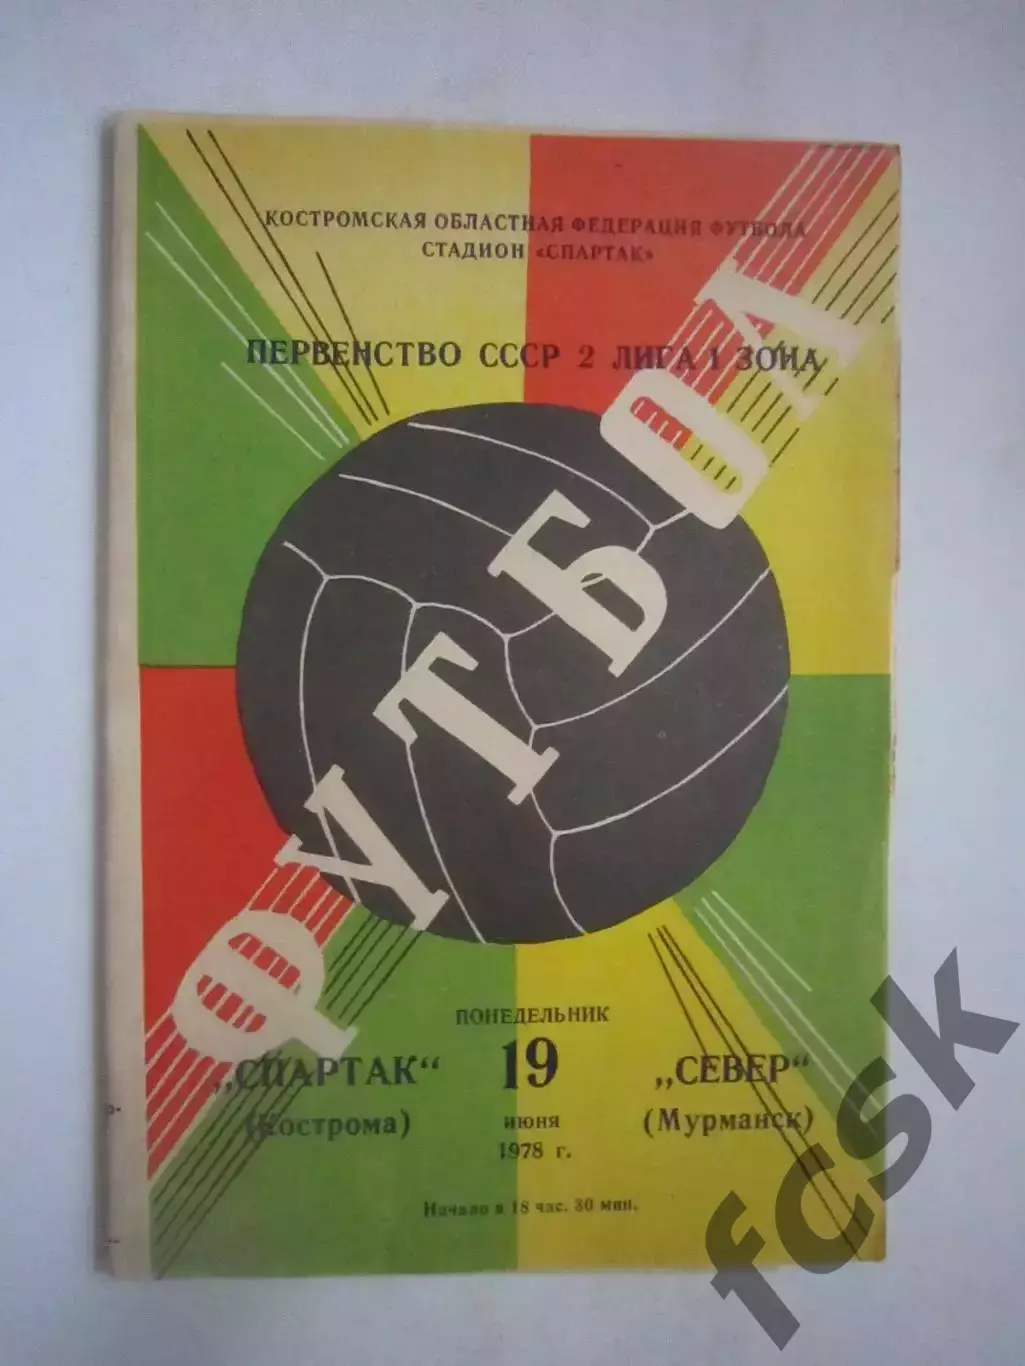 КОСТРОМСКАЯ ОБЛАСТНАЯ ФЕДЕРАЦИЯ ФУТБОЛА
СТАДИОН «СПАРТАК»
ПЕРВЕНСТВО СССР 2 ЛИГА 1 ЗОНА
ФУТБОЛ
ПОНЕДЕЛЬНИК
„СПАРТАК“ 19 „СЕВЕР“
(Кострома) июня (Мурманск)
1978 г.
Начало в 18 час. 30 мин.
fcsk